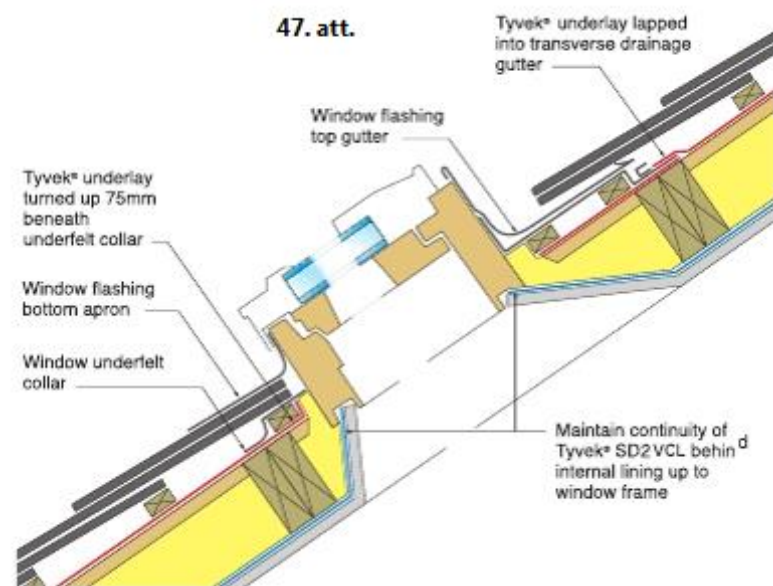 47. att.
Tyvek® underlay lapped
into transverse drainage
gutter
Window flashing
top gutter
Tyvek® underlay
turned up 75mm
beneath
underfelt collar
Window flashing
bottom apron
Window underfelt
collar
Maintain continuity of
Tyvek® SD2 VCL behin d
internal lining up to
window frame